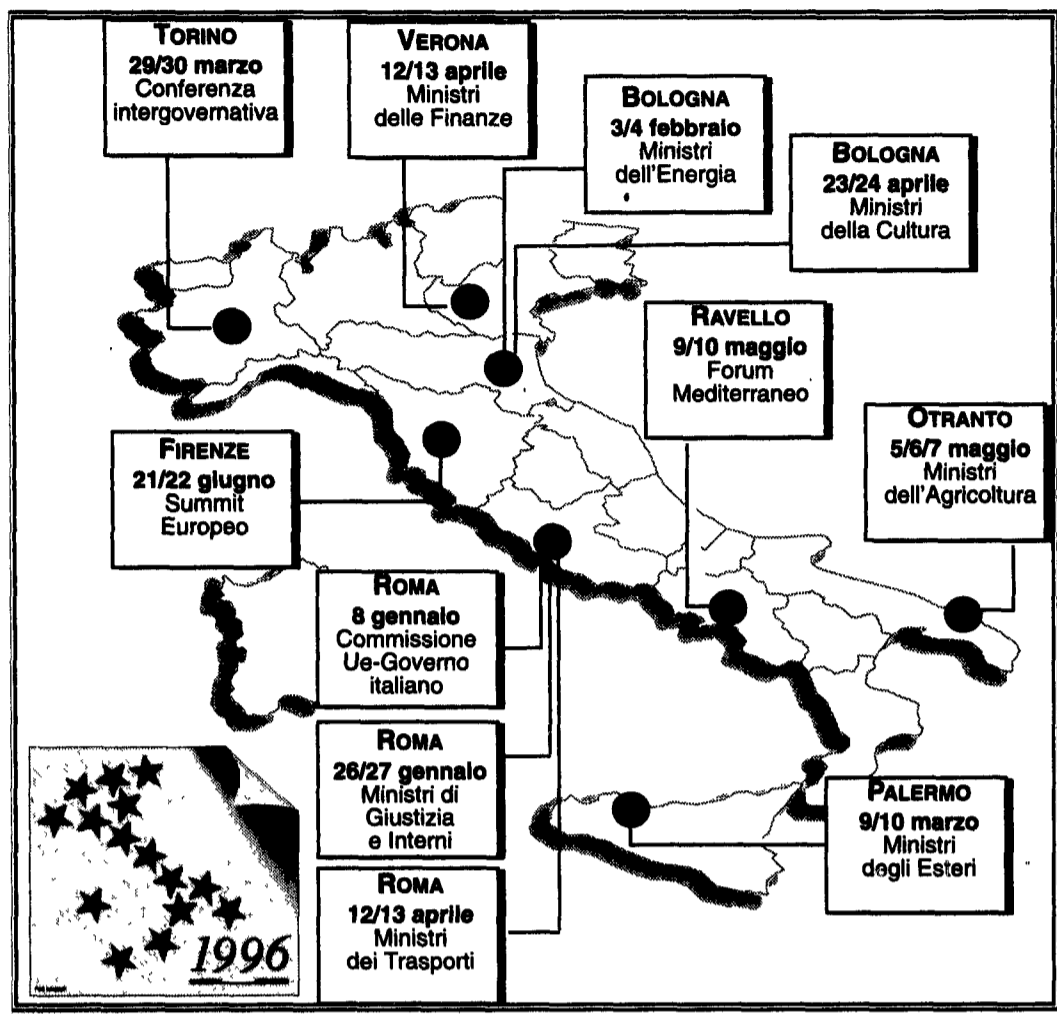 TORINO
29/30 marzo
Conferenza
intergovernativa
VERONA
12/13 aprile
Ministri
delle Finanze
BOLOGNA
3/4 febbraio
Ministri
dell'Energia
BOLOGNA
23/24 aprile
Ministri
della Cultura
RAVELLO
9/10 maggio
Forum
Mediterraneo
OTRANTO
5/6/7 maggio
Ministri
dell'Agricoltura
FIRENZE
21/22 giugno
Summit
Europeo
ROMA
8 gennaio
Commissione
Ue-Governo
italiano
ROMA
26/27 gennaio
Ministri di
Giustizia
e Interni
ROMA
12/13 aprile
Ministri
dei Trasporti
PALERMO
9/10 marzo
Ministri
degli Esteri
1996